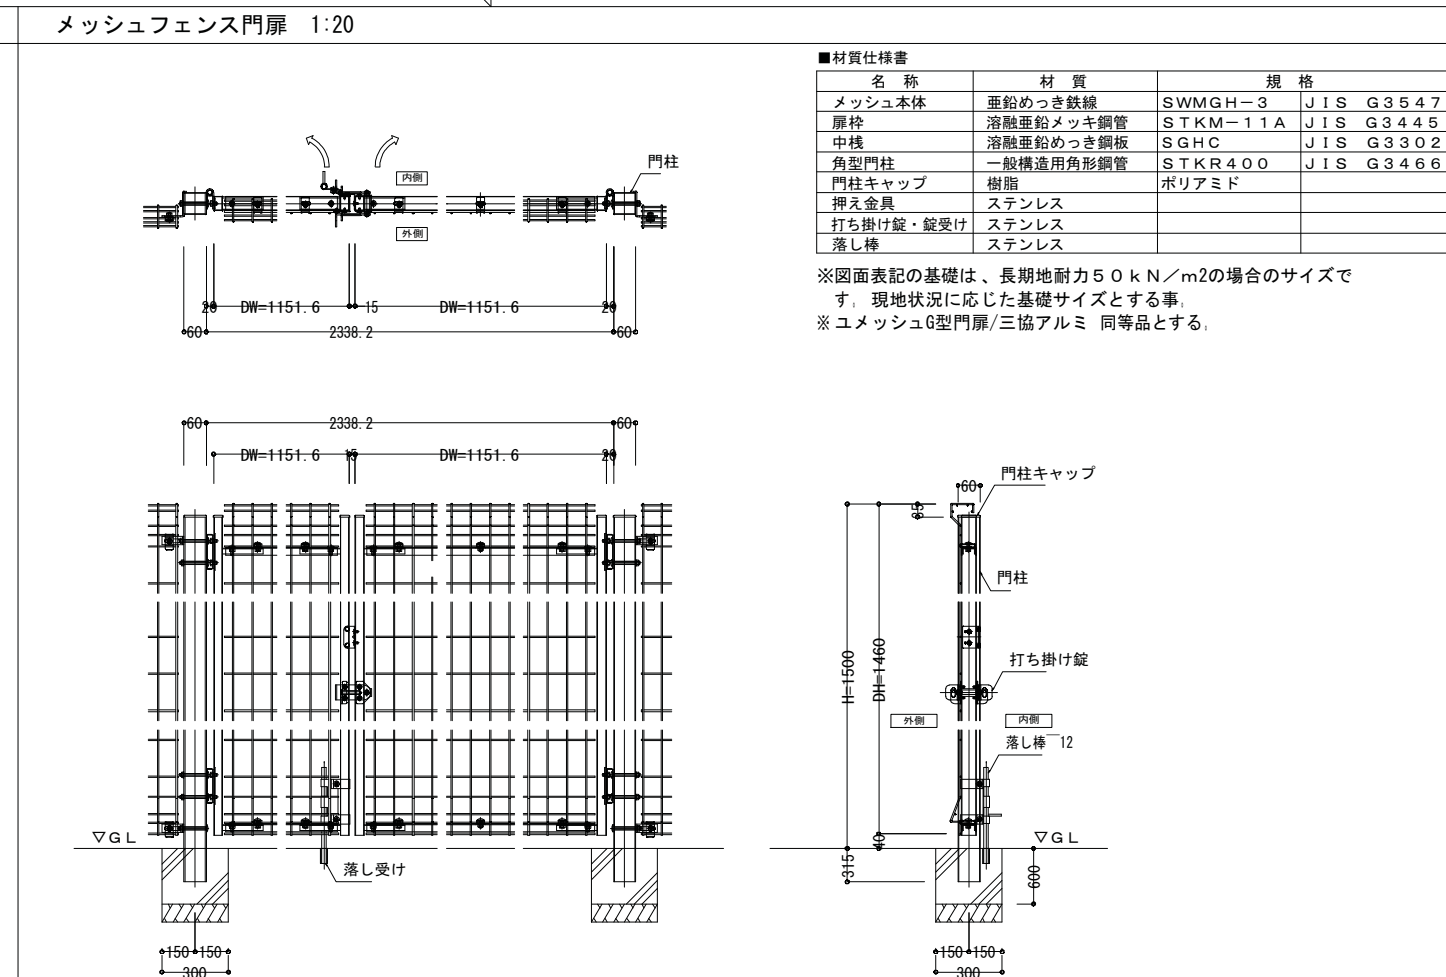 メッシュフェンス門扉 1:20
■材質仕様書
名 称 材 質 規 格
メッシュ本体 亜鉛めっき鉄線 SWMGH-3 JIS G3547
扉枠 溶融亜鉛メッキ鋼管 STKM-11A JIS G3445
中桟 溶融亜鉛めっき鋼板 SGHC JIS G3302
角型門柱 一般構造用角形鋼管 STKR400 JIS G3466
門柱キャップ 樹脂 ポリアミド
押え金具 ステンレス
打ち掛け錠・錠受け ステンレス
落し棒 ステンレス
※図面表記の基礎は、長期地耐力50kN/m2の場合のサイズで
す。現地状況に応じた基礎サイズとする事。
※ユメッシュG型門扉/三協アルミ 同等品とする。
門柱
内側
外側
20 DW=1151.6 15 DW=1151.6 20
60 2338.2 60
60 2338.2 60
DW=1151.6 15 DW=1151.6 20
▽GL
落し受け
150 150
300
60
門柱キャップ
35
門柱
H=1500
DH=1460
打ち掛け錠
外側
内側
落し棒 12
▽GL
40
315
600
150 150
300